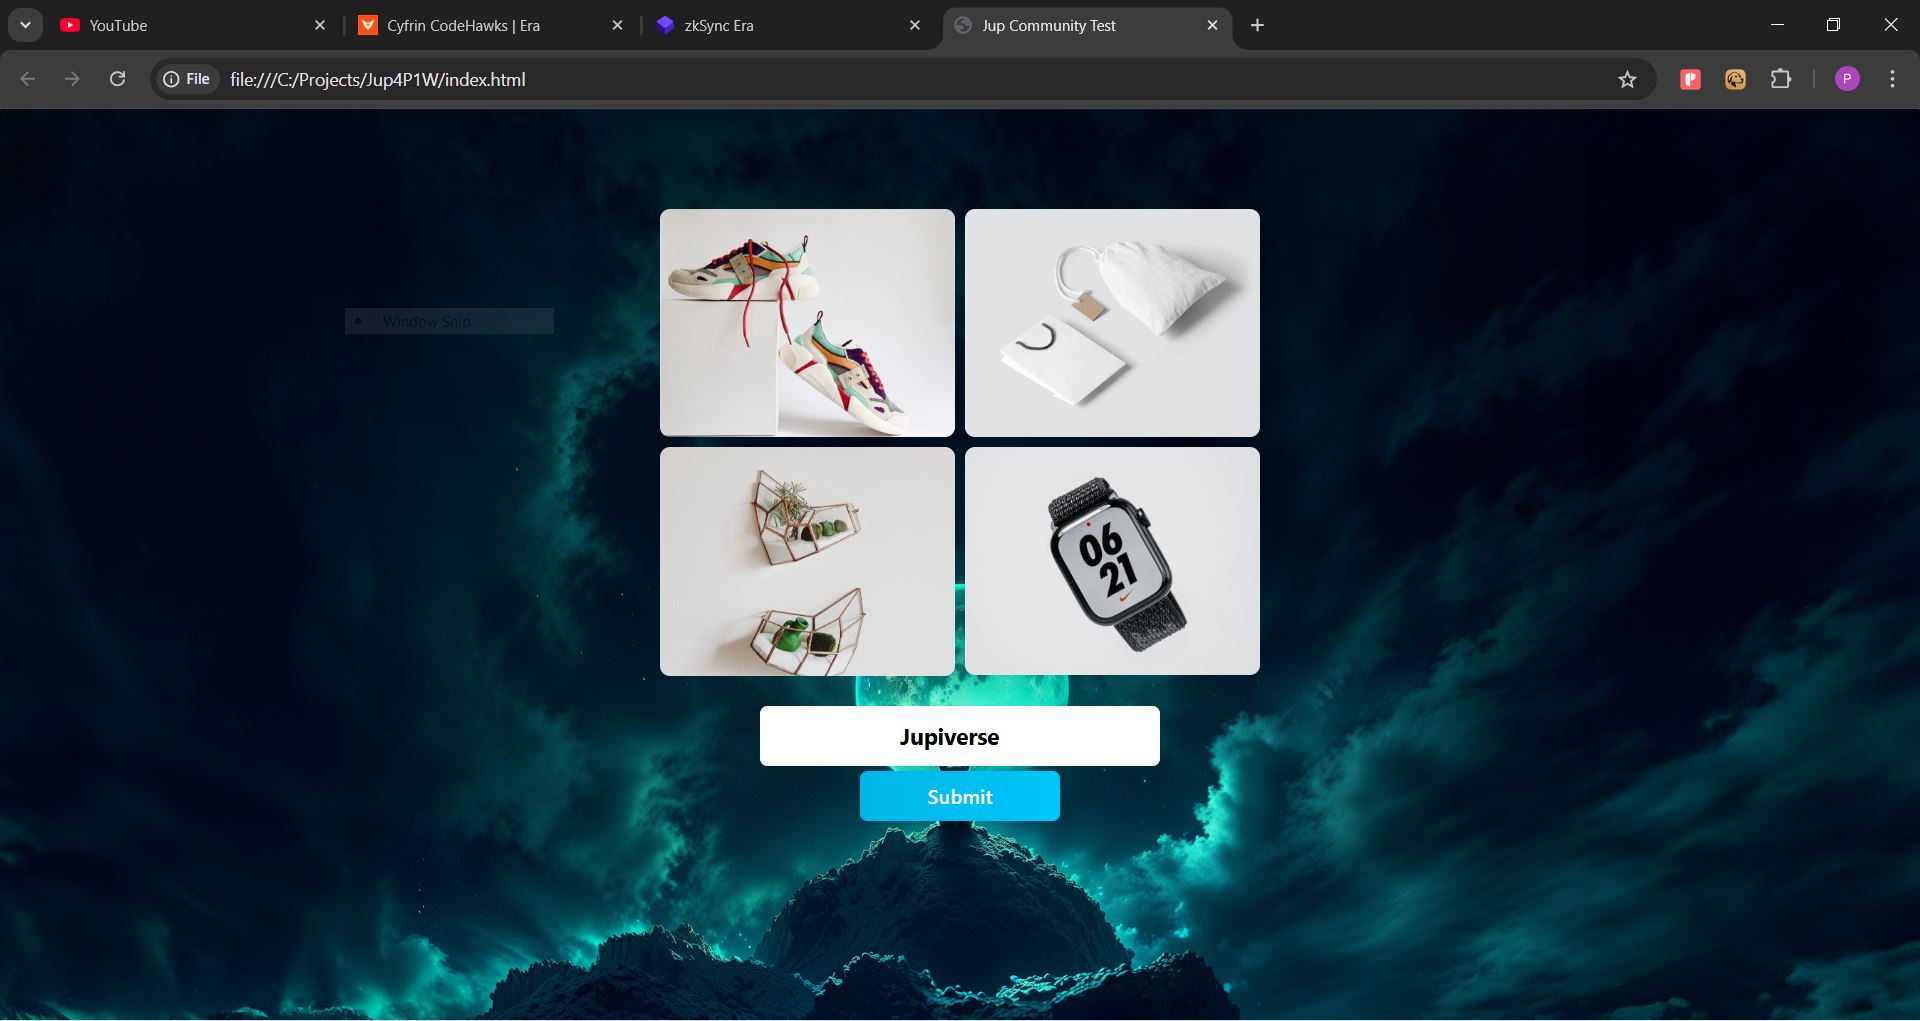 YouTube
Cyfrin CodeHawks | Era
zkSync Era
Jup Community Test
File
file:///C:/Projects/Jup4P1W/index.html
P
Window Snip
06
21
Jupiverse
Submit